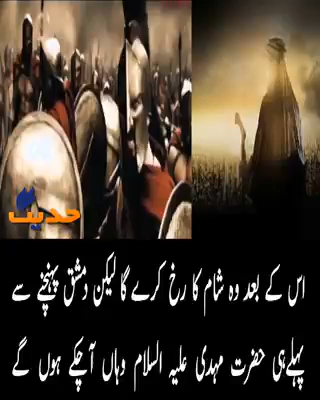 حدیث
اس کے بعد وہ شام کا رخ کرے گا لیکن دمشق پہنچنے سے
پہلے ہی حضرت مہدی علیہ السلام وہاں آ چکے ہوں گے